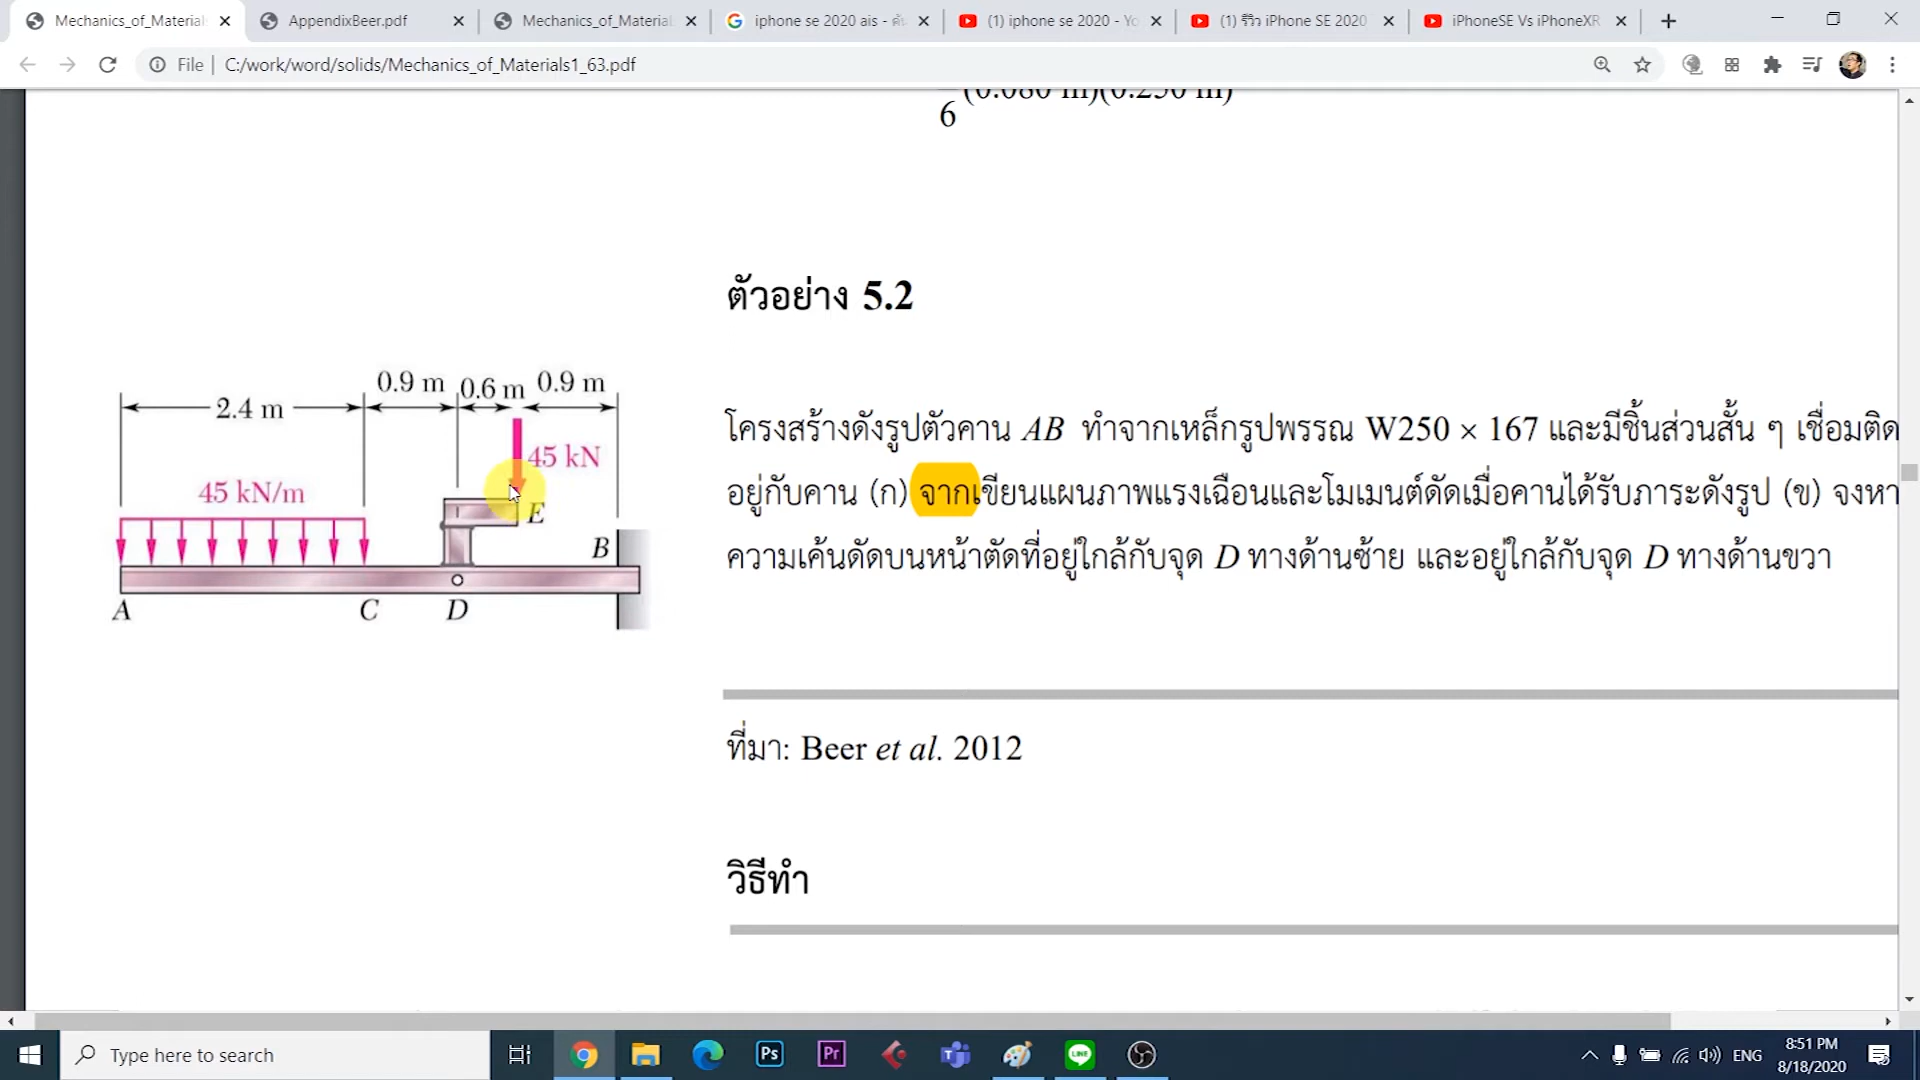 Mechanics_of_Material
AppendixBeer.pdf
Mechanics_of_Material
iphone se 2020 ais - ค้น
(1) iphone se 2020 - Yo
(1) รีวิว iPhone SE 2020
iPhoneSE Vs iPhoneXR
File
C:/work/word/solids/Mechanics_of_Materials1_63.pdf
6
(0.080 m)(0.250 m)
ตัวอย่าง 5.2
2.4 m
0.9 m
0.6 m
0.9 m
45 kN
45 kN/m
E
B
A
C
D
โครงสร้างดังรูปตัวคาน AB ทำจากเหล็กรูปพรรณ W250 × 167 และมีชิ้นส่วนสั้น ๆ เชื่อมติด
อยู่กับคาน (ก) จากเขียนแผนภาพแรงเฉือนและโมเมนต์ดัดเมื่อคานได้รับภาระดังรูป (ข) จงหา
ความเค้นดัดบนหน้าตัดที่อยู่ใกล้กับจุด D ทางด้านซ้าย และอยู่ใกล้กับจุด D ทางด้านขวา
ที่มา: Beer et al. 2012
วิธีทำ
Type here to search
Ps
Pr
LINE
ENG
8:51 PM
8/18/2020